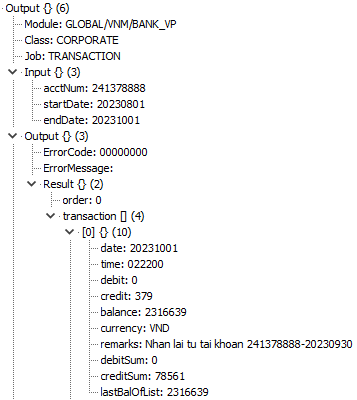 Output {} (6)
Module: GLOBAL/VNM/BANK_VP
Class: CORPORATE
Job: TRANSACTION
Input {} (3)
acctNum: 241378888
startDate: 20230801
endDate: 20231001
Output {} (3)
ErrorCode: 00000000
ErrorMessage:
Result {} (2)
order: 0
transaction [] (4)
[0] {} (10)
date: 20231001
time: 022200
debit: 0
credit: 379
balance: 2316639
currency: VND
remarks: Nhan lai tu tai khoan 241378888-20230930
debitSum: 0
creditSum: 78561
lastBalOfList: 2316639